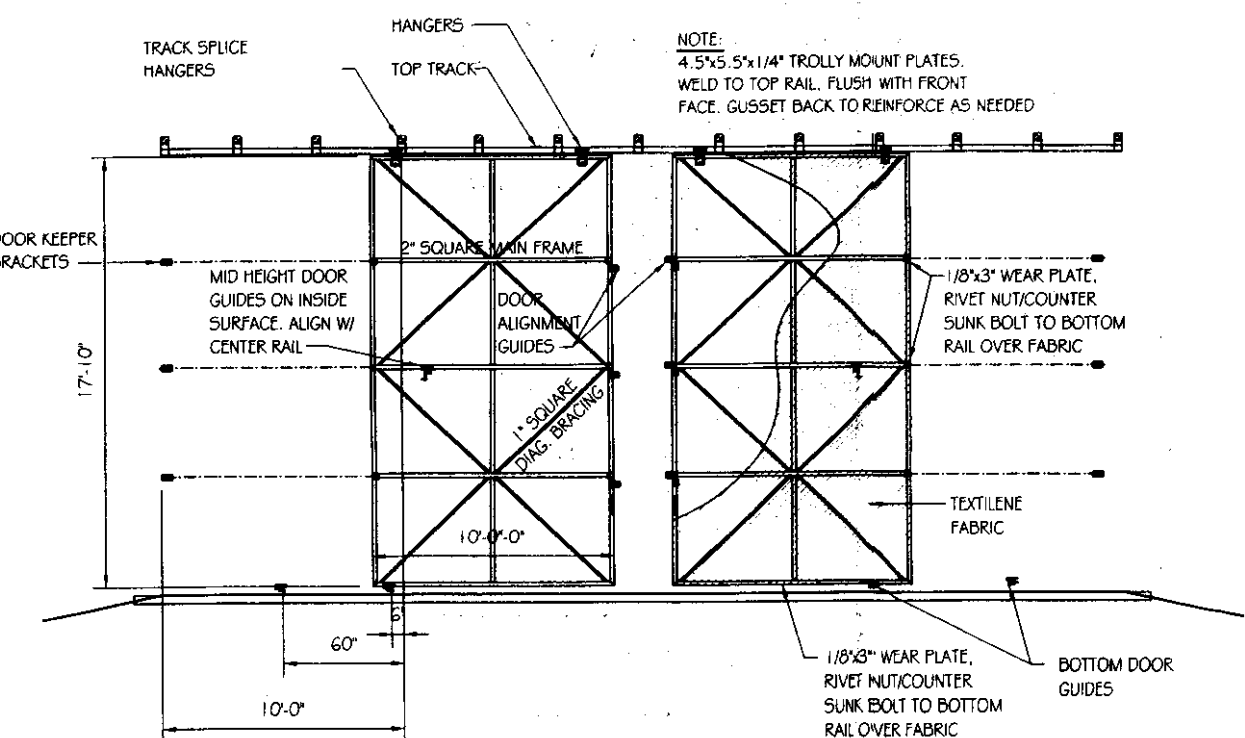 HANGERS
TRACK SPLICE
HANGERS
TOP TRACK
NOTE:
4.5"x5.5"x1/4" TROLLY MOUNT PLATES.
WELD TO TOP RAIL, FLUSH WITH FRONT
FACE. GUSSET BACK TO REINFORCE AS NEEDED
DOOR KEEPER
BRACKETS
2" SQUARE MAIN FRAME
MID HEIGHT DOOR
GUIDES ON INSIDE
SURFACE. ALIGN W/
CENTER RAIL
DOOR
ALIGNMENT
GUIDES
1/8"x3" WEAR PLATE,
RIVET NUT/COUNTER
SUNK BOLT TO BOTTOM
RAIL OVER FABRIC
17'-10"
1" SQUARE
DIAG. BRACING
TEXTILENE
FABRIC
10'-0"-0"
6"
60"
10'-0"
1/8"x3" WEAR PLATE,
RIVET NUT/COUNTER
SUNK BOLT TO BOTTOM
RAIL OVER FABRIC
BOTTOM DOOR
GUIDES